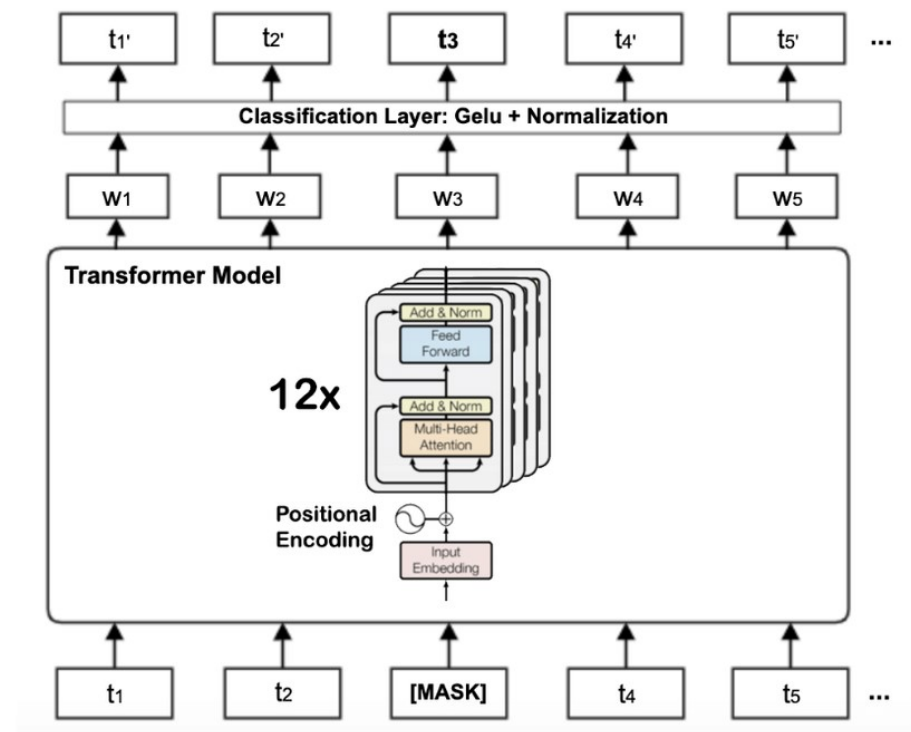 t1'
t2'
t3
t4'
t5'
...
Classification Layer: Gelu + Normalization
w1
w2
w3
w4
w5
Transformer Model
Add & Norm
Feed
Forward
12x
Add & Norm
Multi-Head
Attention
Positional
Encoding
Input
Embedding
t1
t2
[MASK]
t4
t5
...